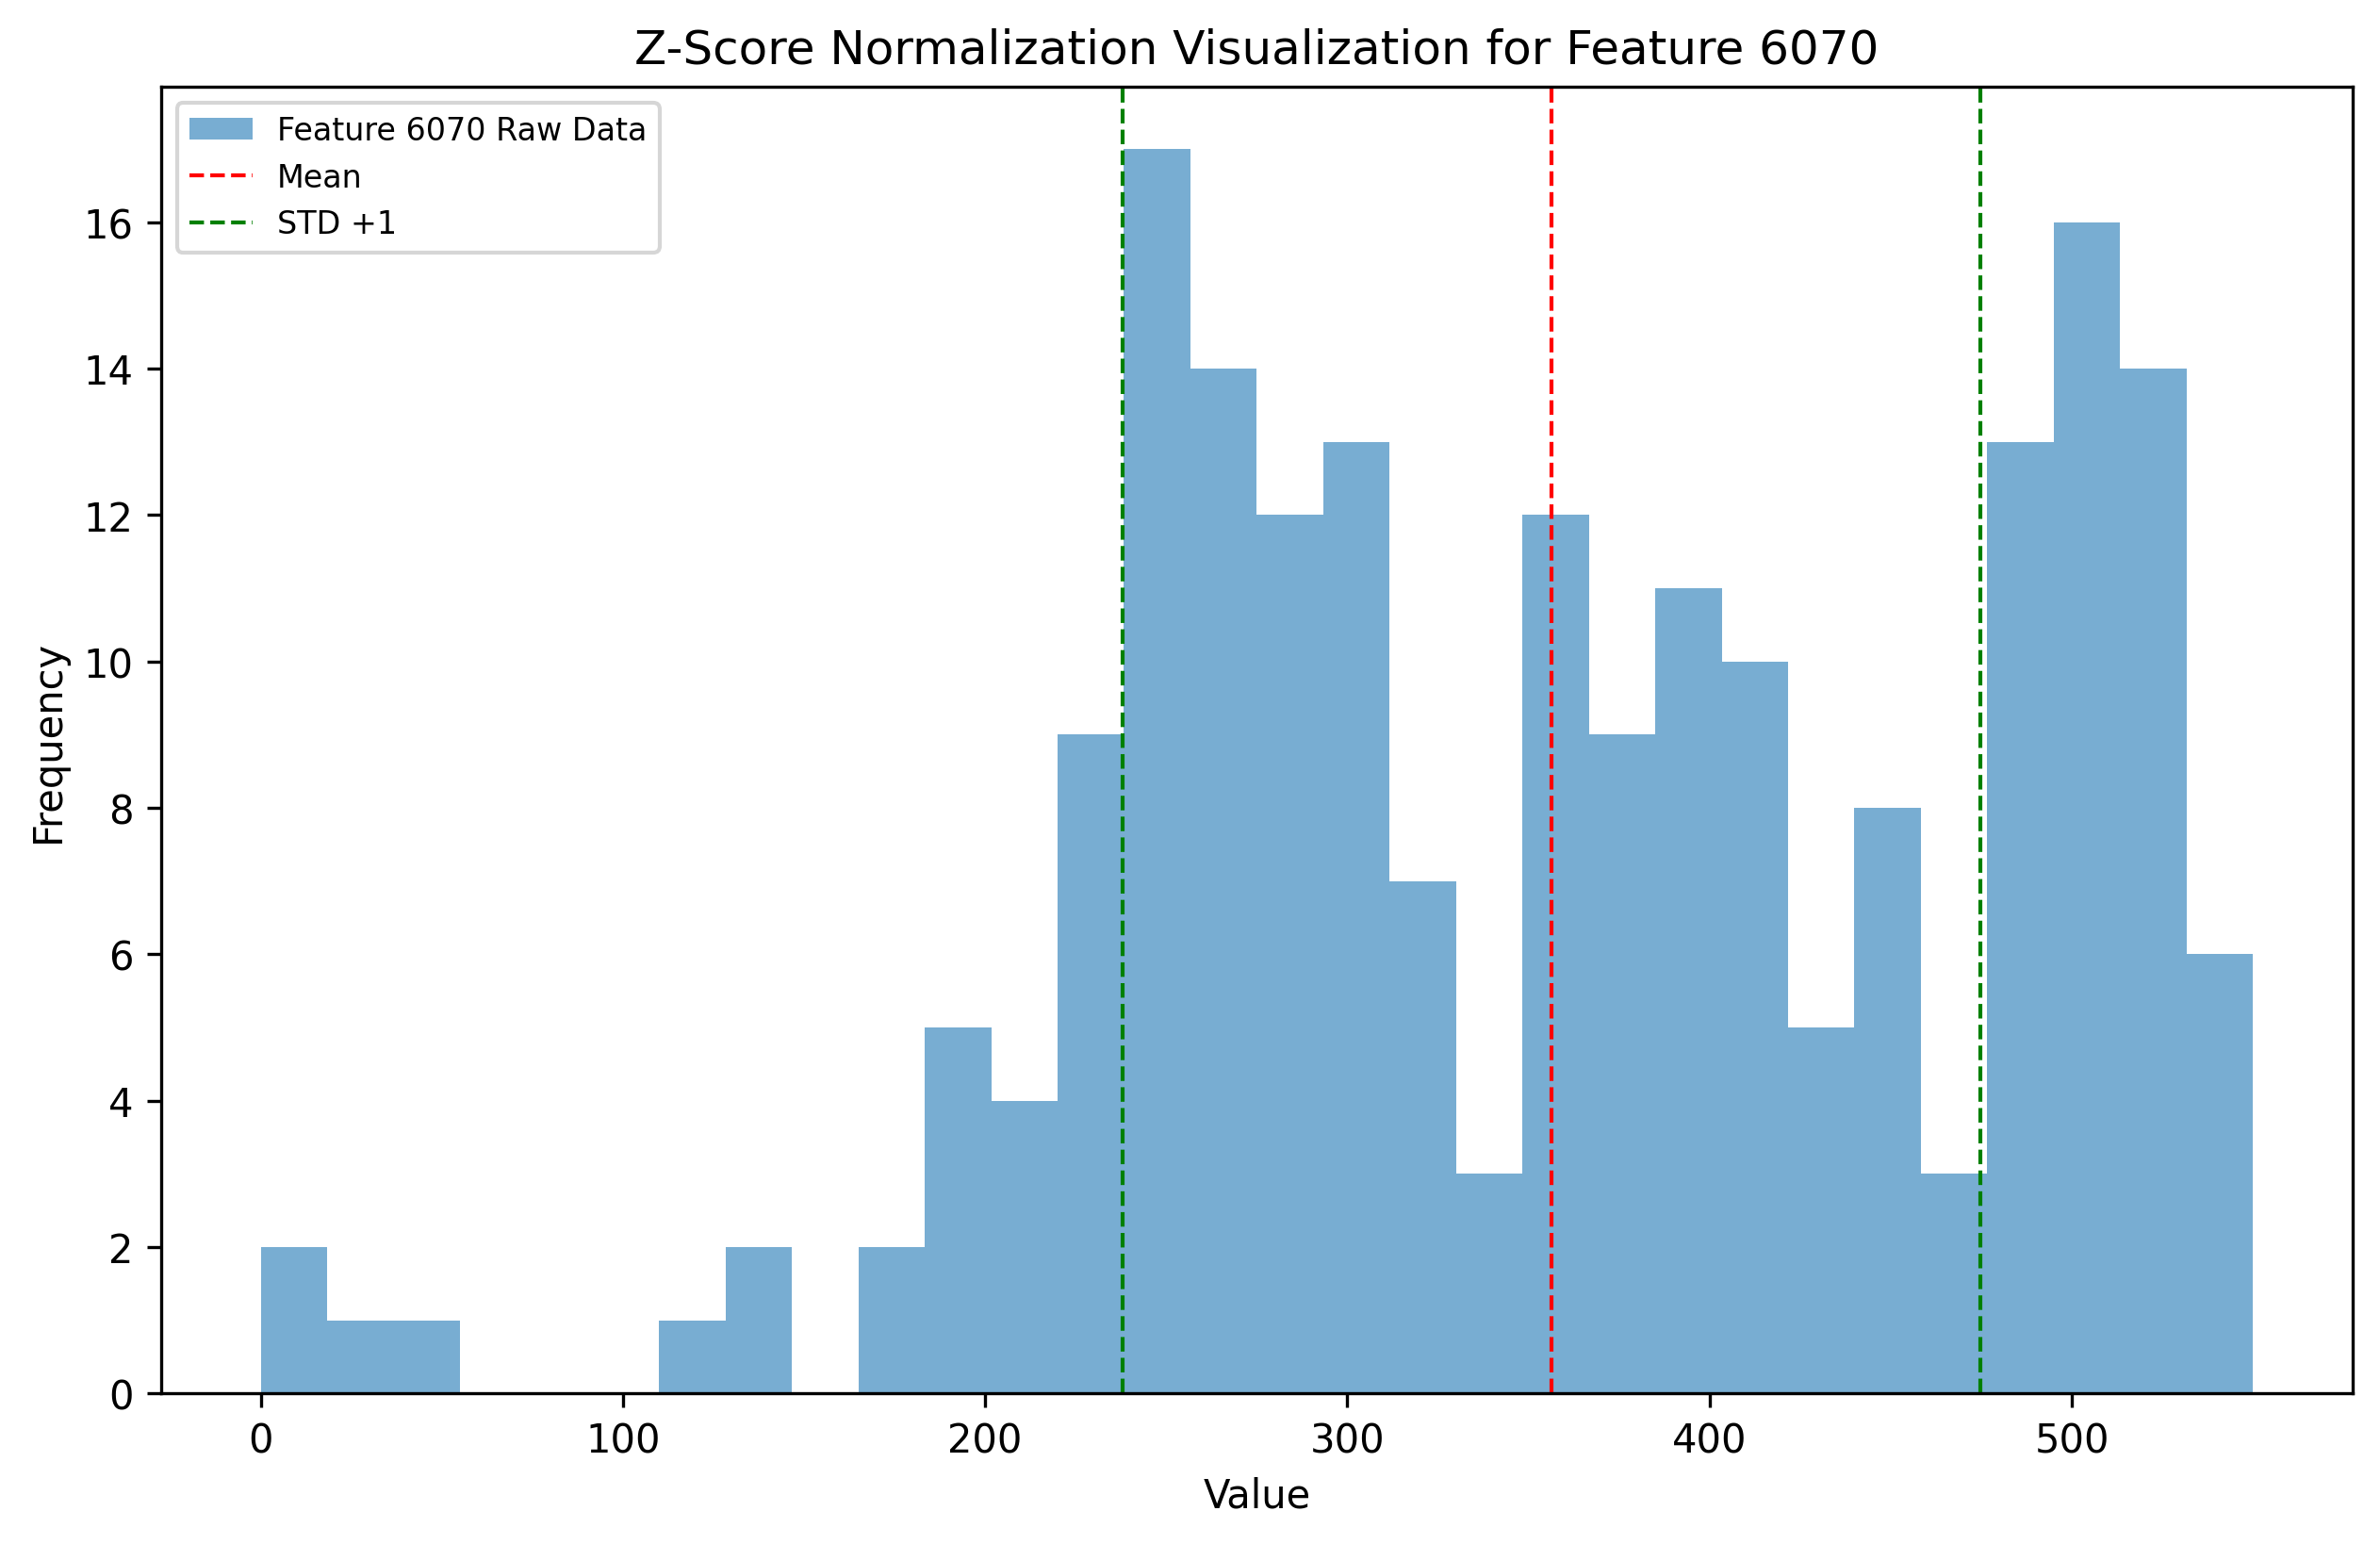 Z-Score Normalization Visualization for Feature 6070
Feature 6070 Raw Data
Mean
STD +1
16
14
12
10
8
6
4
2
0
Frequency
0 100 200 300 400 500
Value